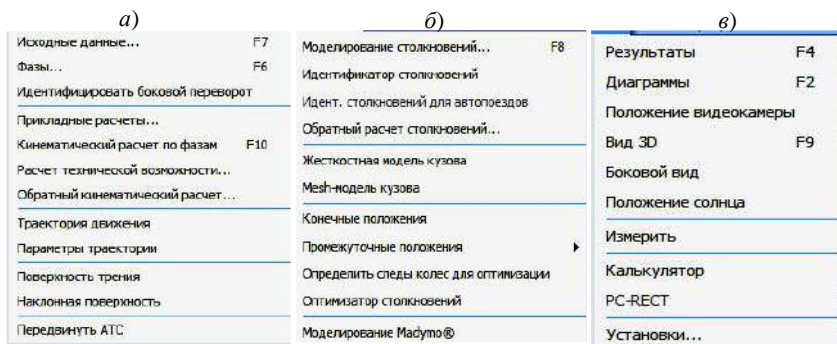 а)
Исходные данные... F7
Фазы... F6
Идентифицировать боковой переворот
Прикладные расчеты...
Кинематический расчет по фазам F10
Расчет технической возможности...
Обратный кинематический расчет...
Траектория движения
Параметры траектории
Поверхность трения
Наклонная поверхность
Передвинуть АТС
б)
Моделирование столкновений... F8
Идентификатор столкновений
Идент. столкновений для автопоездов
Обратный расчет столкновений...
Жесткостная модель кузова
Mesh-модель кузова
Конечные положения
Промежуточные положения
Определить следы колес для оптимизации
Оптимизатор столкновений
Моделирование Madymo®
в)
Результаты F4
Диаграммы F2
Положение видеокамеры
Вид 3D F9
Боковой вид
Положение солнца
Измерить
Калькулятор
PC-RECT
Установки...